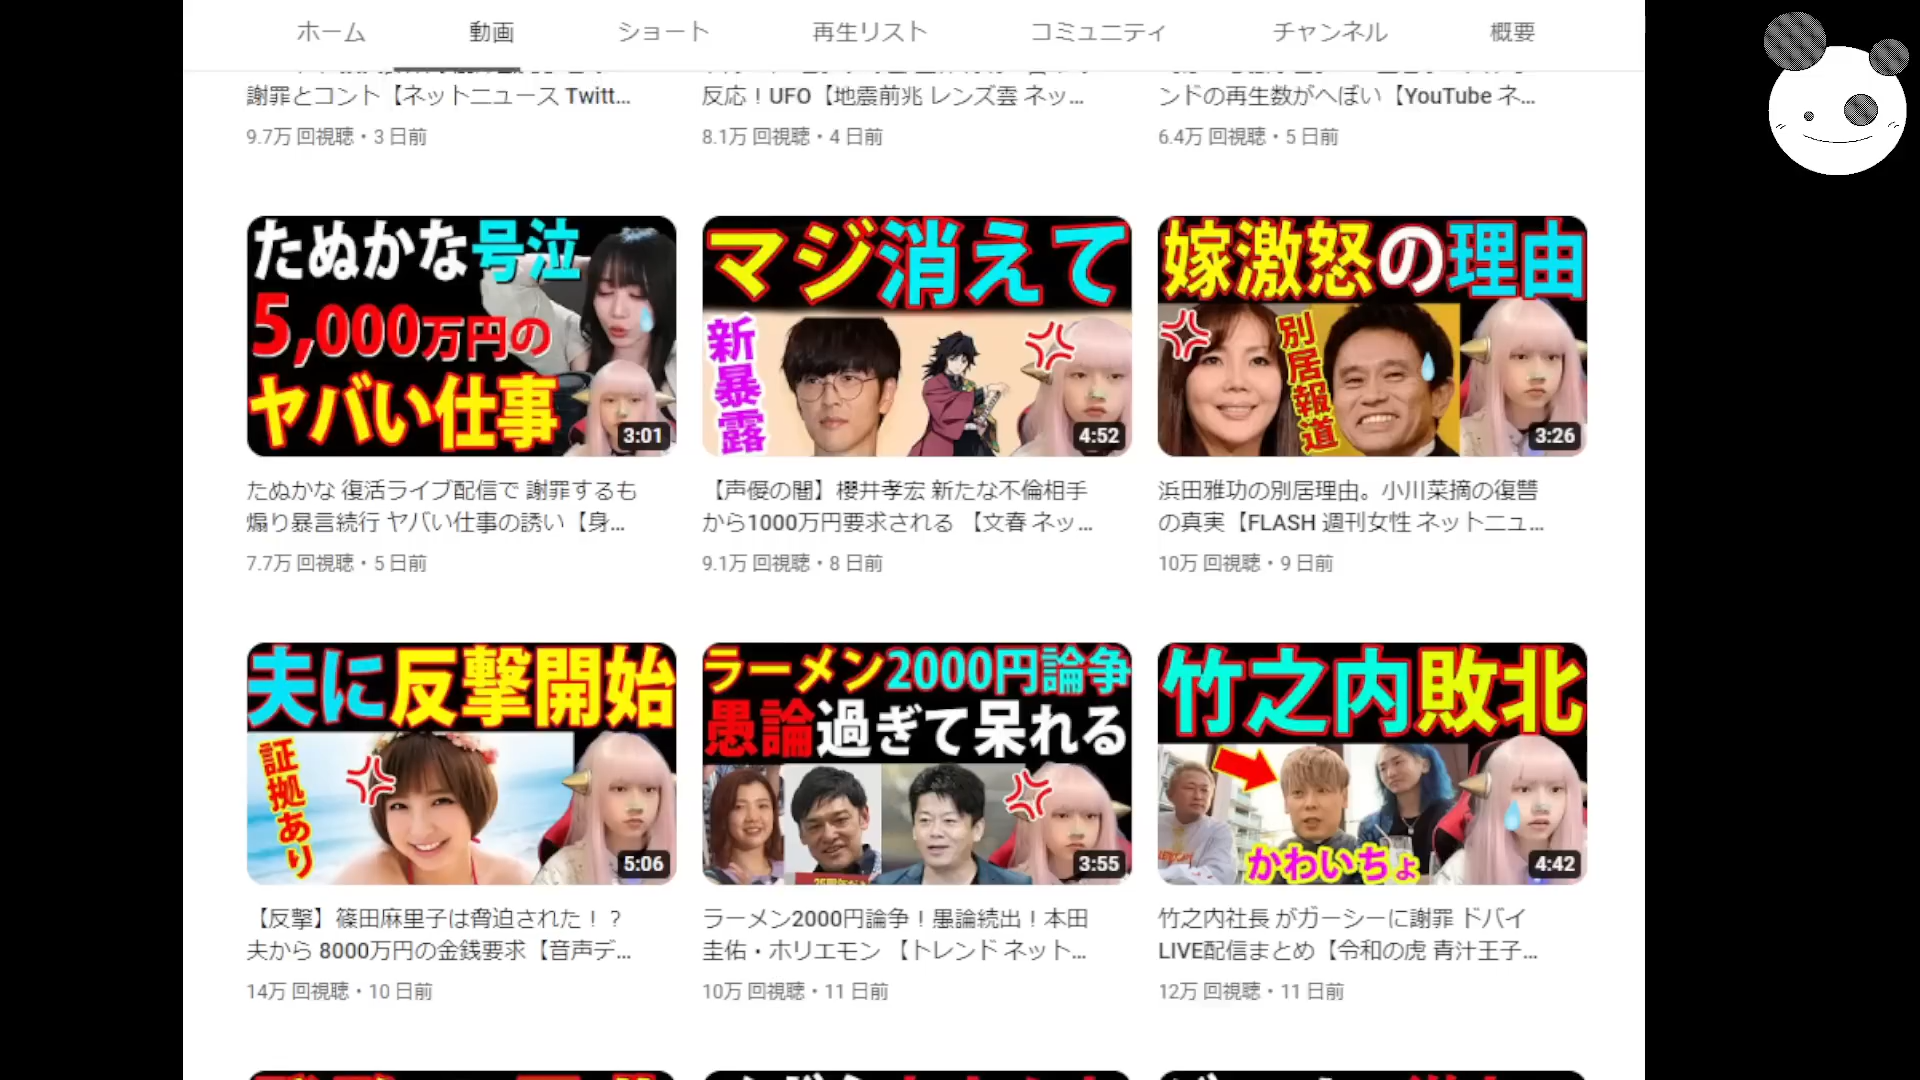 ホーム
動画
ショート
再生リスト
コミュニティ
チャンネル
概要
謝罪とコント【ネットニュース Twitt...
9.7万 回視聴・3 日前
反応！UFO【地震前兆 レンズ雲 ネッ...
8.1万 回視聴・4 日前
ンドの再生数がへぼい【YouTube ネ...
6.4万 回視聴・5 日前
たぬかな号泣
5,000万円の
ヤバい仕事
3:01
たぬかな 復活ライブ配信で 謝罪するも
煽り暴言続行 ヤバい仕事の誘い【身...
7.7万 回視聴・5 日前
マジ消えて
新暴露
4:52
【声優の闇】櫻井孝宏 新たな不倫相手
から1000万円要求される 【文春 ネッ...
9.1万 回視聴・8 日前
嫁激怒の理由
別居報道
3:26
浜田雅功の別居理由。小川菜摘の復讐
の真実【FLASH 週刊女性 ネットニュ...
10万 回視聴・9 日前
夫に反撃開始
証拠あり
5:06
【反撃】篠田麻里子は脅迫された！？
夫から 8000万円の金銭要求【音声デ...
14万 回視聴・10 日前
ラーメン2000円論争
愚論過ぎて呆れる
3:55
ラーメン2000円論争！愚論続出！本田
圭佑・ホリエモン 【トレンド ネット...
10万 回視聴・11 日前
竹之内敗北
かわいちょ
4:42
竹之内社長 がガーシーに謝罪 ドバイ
LIVE配信まとめ【令和の虎 青汁王子...
12万 回視聴・11 日前